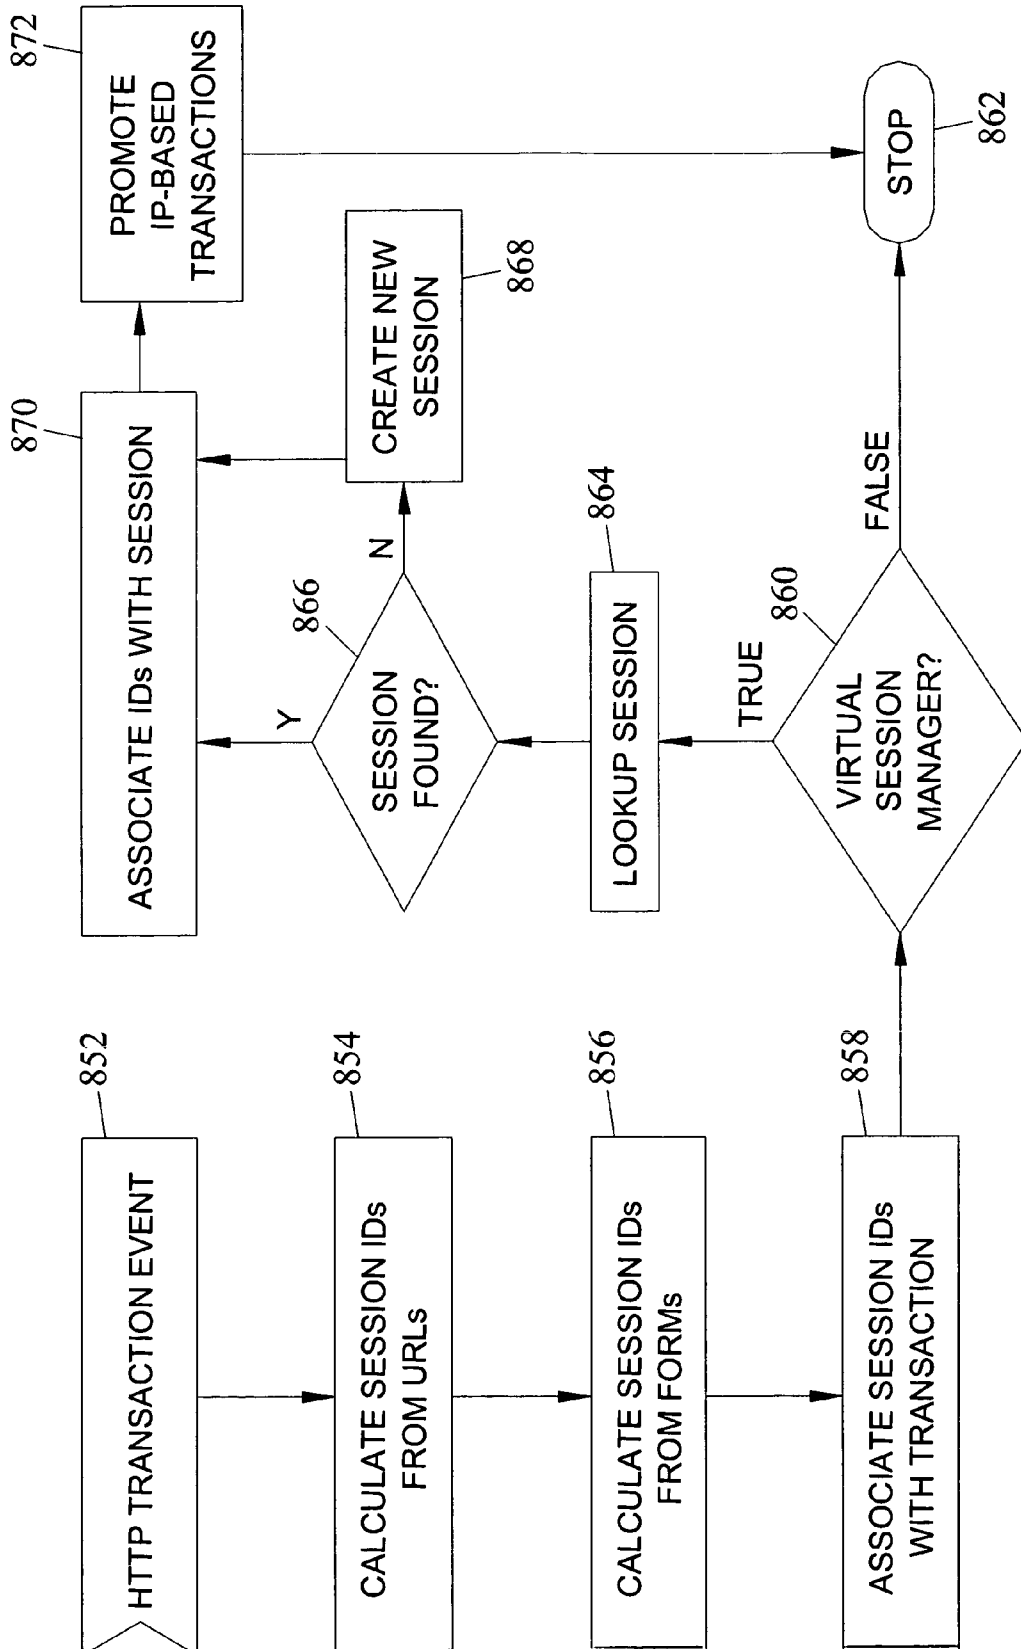 852
HTTP TRANSACTION EVENT
854
CALCULATE SESSION IDs
FROM URLs
856
CALCULATE SESSION IDs
FROM FORMs
858
ASSOCIATE SESSION IDs
WITH TRANSACTION
860
VIRTUAL
SESSION
MANAGER?
TRUE
FALSE
STOP
862
864
LOOKUP SESSION
866
SESSION
FOUND?
Y
N
868
CREATE NEW
SESSION
870
ASSOCIATE IDs WITH SESSION
872
PROMOTE
IP-BASED
TRANSACTIONS